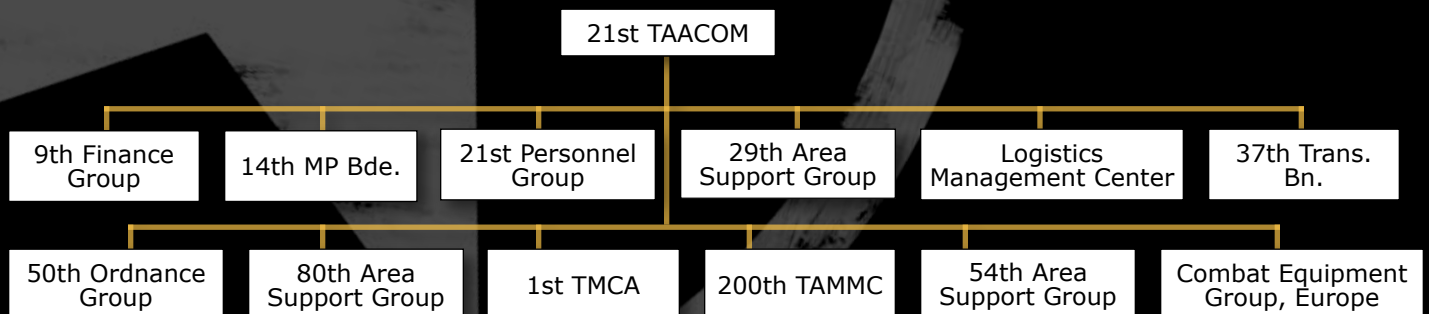 21st TAACOM
9th Finance
Group
14th MP Bde.
21st Personnel
Group
29th Area
Support Group
Logistics
Management Center
37th Trans.
Bn.
50th Ordnance
Group
80th Area
Support Group
1st TMCA
200th TAMMC
54th Area
Support Group
Combat Equipment
Group, Europe